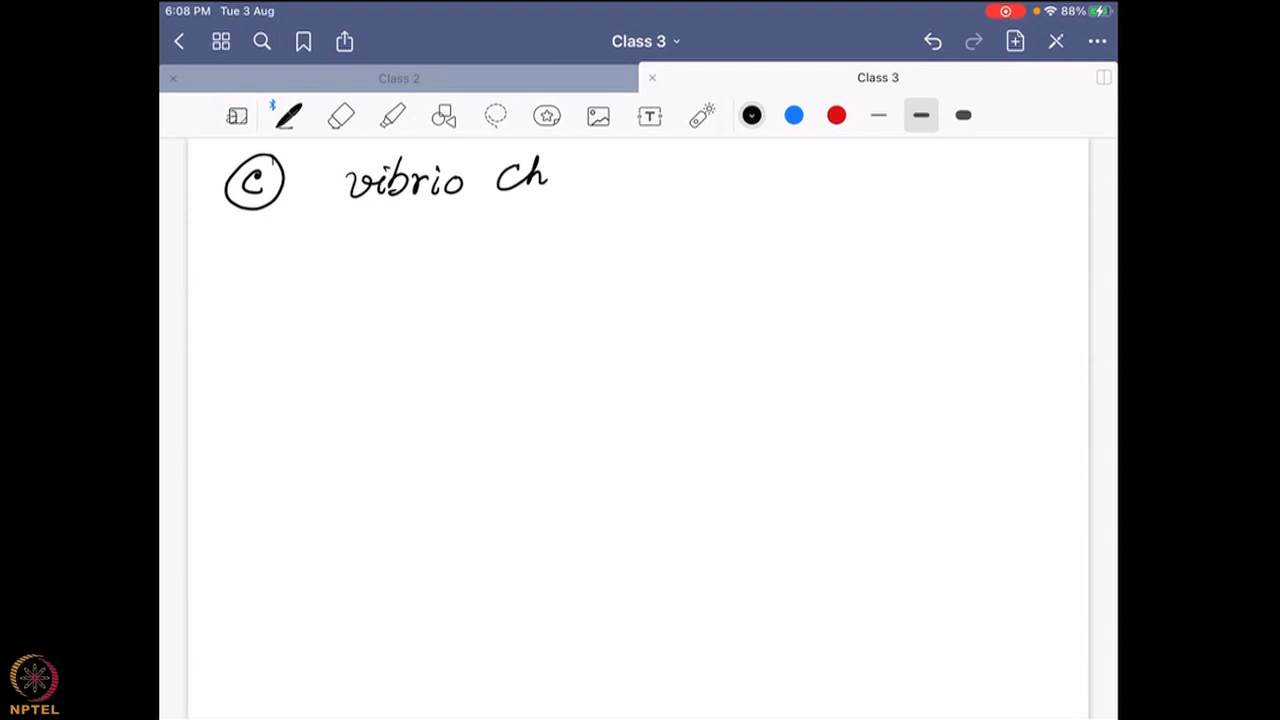 6:08 PM Tue 3 Aug
88%
Class 3
Class 2
Class 3
T
C vibrio Ch
NPTEL